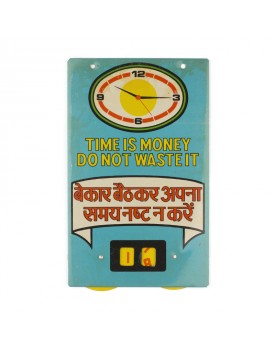 12
9 3
6
TIME IS MONEY
DO NOT WASTE IT
बेकार बैठकर अपना
समय नष्ट न करें